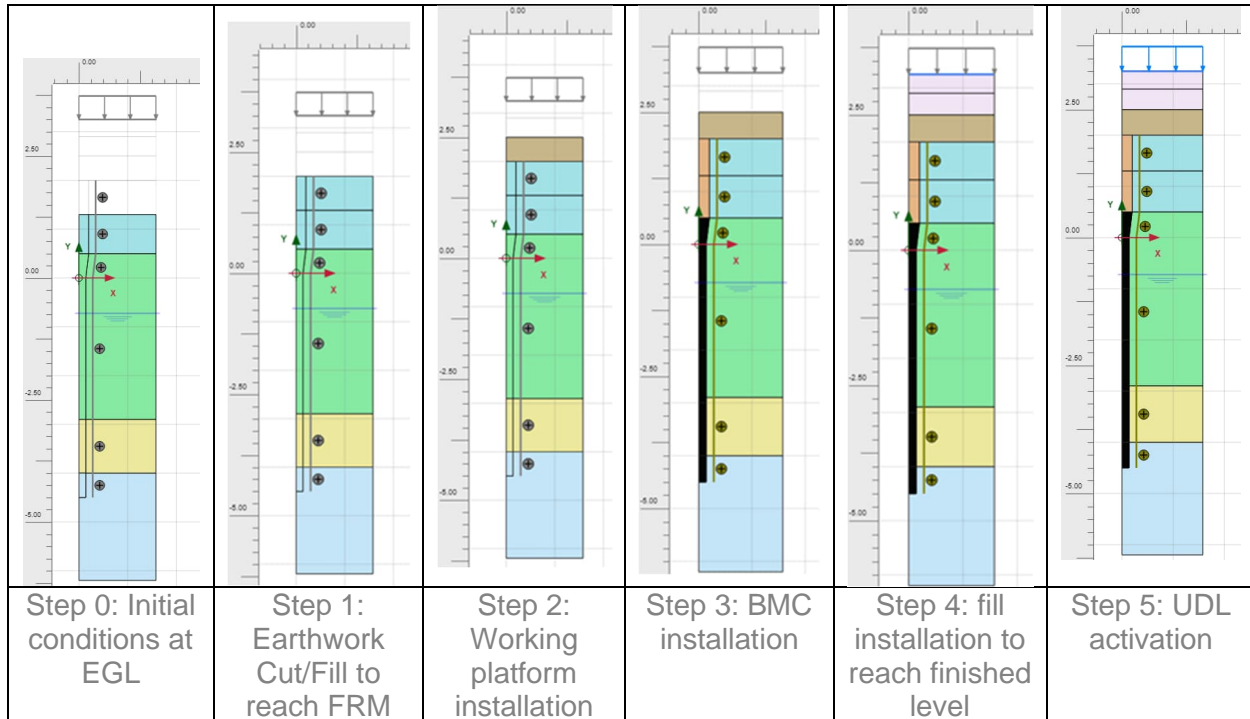 0.00
2.50
Y
0.00
X
-2.50
-5.00
0.00
2.50
Y
0.00
X
-2.50
-5.00
0.00
2.50
Y
0.00
X
-2.50
-5.00
0.00
2.50
Y
0.00
X
-2.50
-5.00
0.00
2.50
Y
0.00
X
-2.50
-5.00
0.00
2.50
Y
0.00
X
-2.50
-5.00
Step 0: Initial
conditions at
EGL
Step 1:
Earthwork
Cut/Fill to
reach FRM
Step 2:
Working
platform
installation
Step 3: BMC
installation
Step 4: fill
installation to
reach finished
level
Step 5: UDL
activation